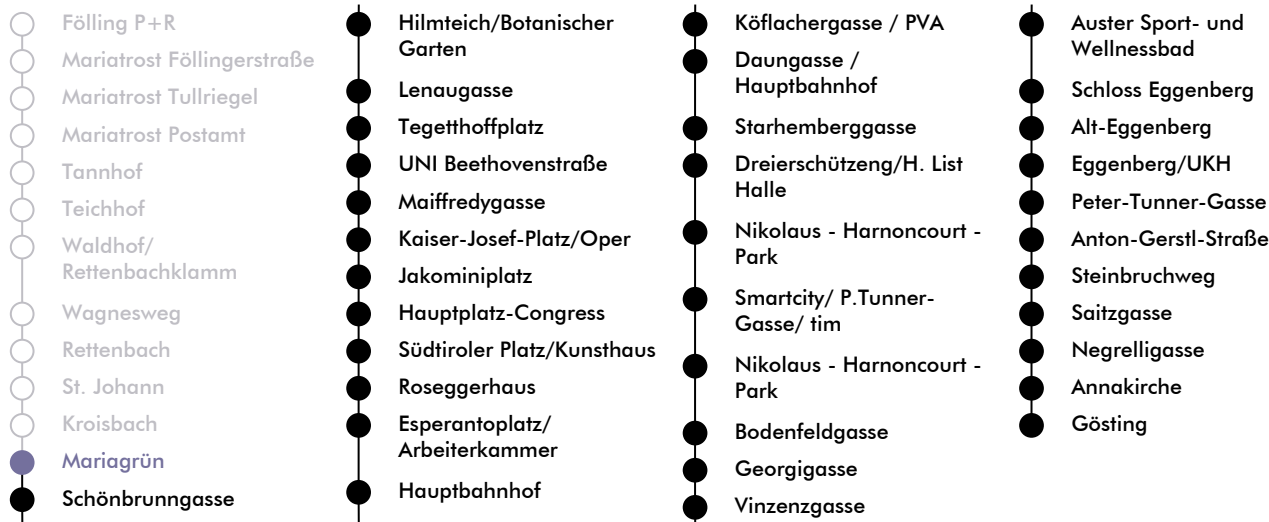 Fölling P+R
Mariatrost Föllingerstraße
Mariatrost Tullriegel
Mariatrost Postamt
Tannhof
Teichhof
Waldhof/
Rettenbachklamm
Wagnesweg
Rettenbach
St. Johann
Kroisbach
Mariagrün
Schönbrunngasse
Hilmteich/Botanischer
Garten
Lenaugasse
Tegetthoffplatz
UNI Beethovenstraße
Maiffredygasse
Kaiser-Josef-Platz/Oper
Jakominiplatz
Hauptplatz-Congress
Südtiroler Platz/Kunsthaus
Roseggerhaus
Esperantoplatz/
Arbeiterkammer
Hauptbahnhof
Köflachergasse / PVA
Daungasse /
Hauptbahnhof
Starhemberggasse
Dreierschützeng/H. List
Halle
Nikolaus - Harnoncourt -
Park
Smartcity/ P.Tunner-
Gasse/ tim
Nikolaus - Harnoncourt -
Park
Bodenfeldgasse
Georgigasse
Vinzenzgasse
Auster Sport- und
Wellnessbad
Schloss Eggenberg
Alt-Eggenberg
Eggenberg/UKH
Peter-Tunner-Gasse
Anton-Gerstl-Straße
Steinbruchweg
Saitzgasse
Negrelligasse
Annakirche
Gösting